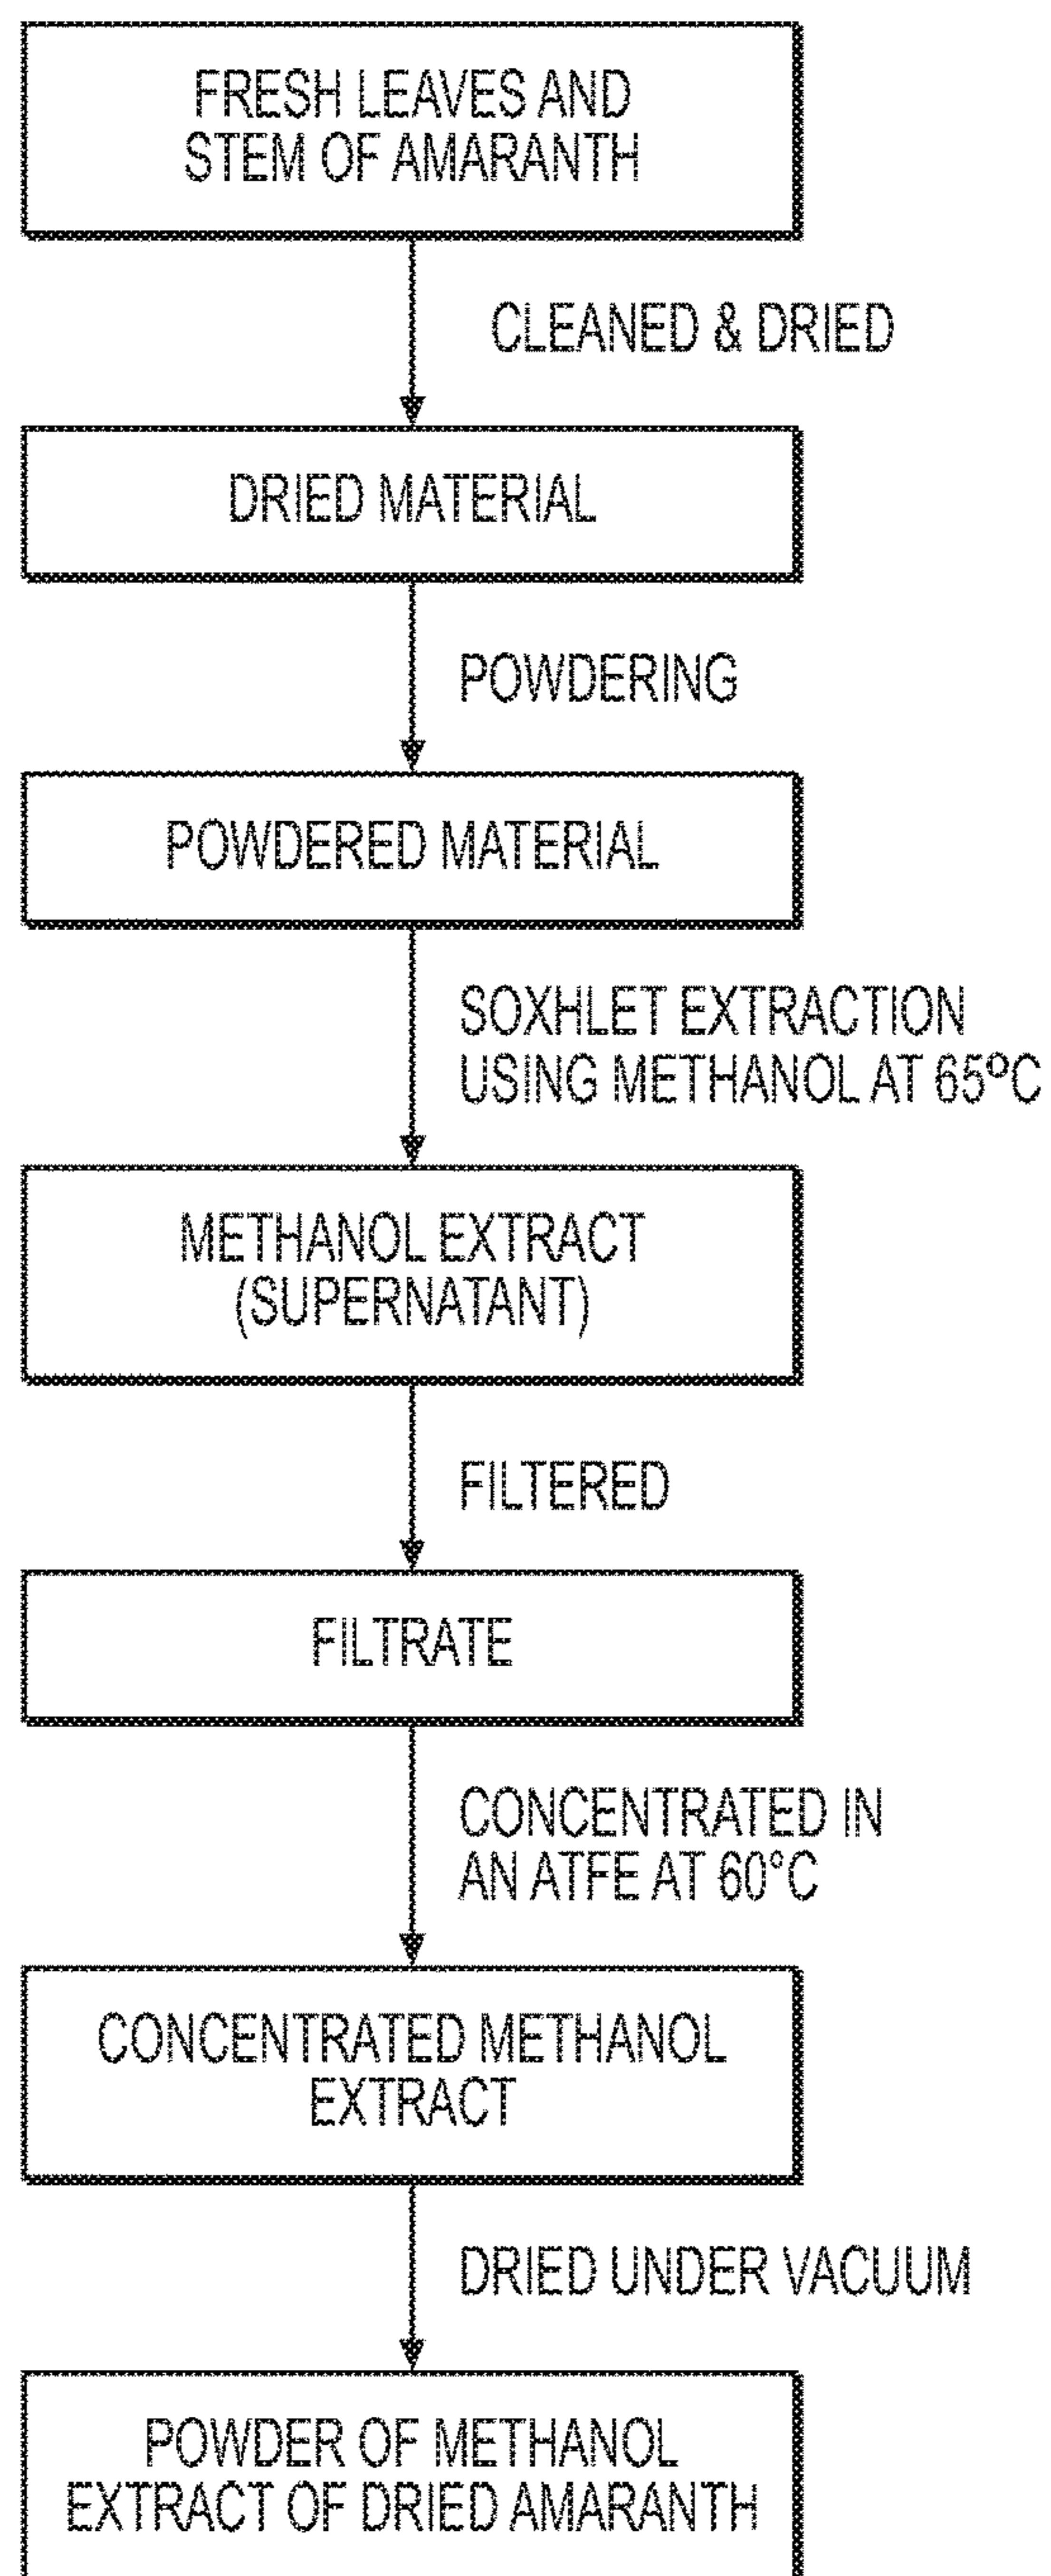 FRESH LEAVES AND
STEM OF AMARANTH
CLEANED & DRIED
DRIED MATERIAL
POWDERING
POWDERED MATERIAL
SOXHLET EXTRACTION
USING METHANOL AT 65ºC
METHANOL EXTRACT
(SUPERNATANT)
FILTERED
FILTRATE
CONCENTRATED IN
AN ATFE AT 60°C
CONCENTRATED METHANOL
EXTRACT
DRIED UNDER VACUUM
POWDER OF METHANOL
EXTRACT OF DRIED AMARANTH